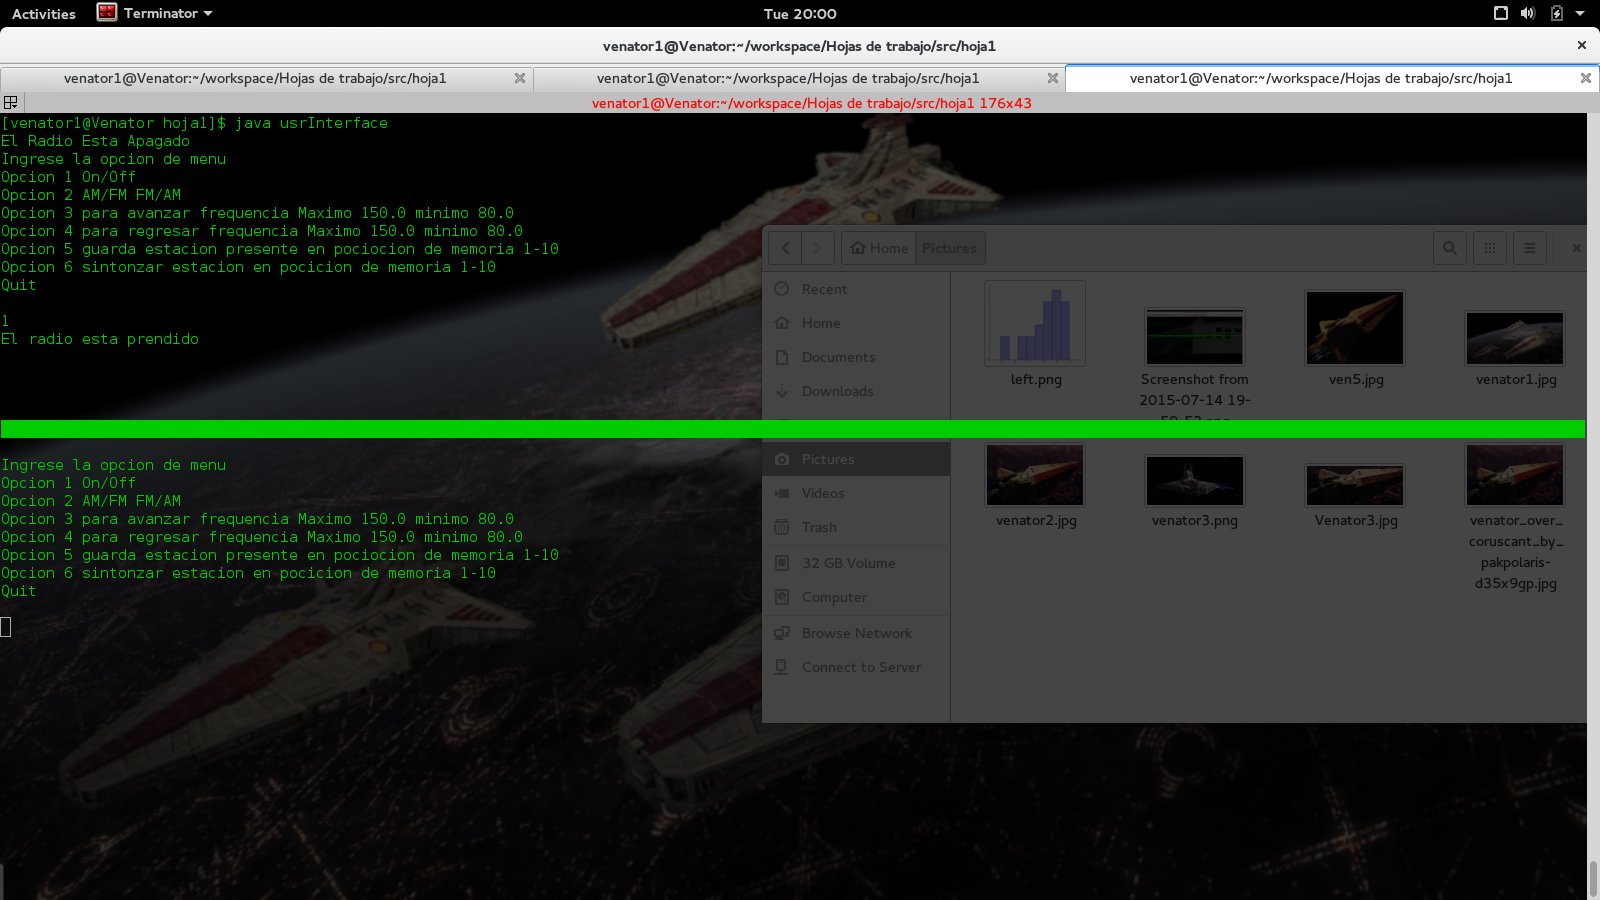 Activities
Terminator
Tue 20:00
venator1@Venator:~/workspace/Hojas de trabajo/src/hoja1
venator1@Venator:~/workspace/Hojas de trabajo/src/hoja1
venator1@Venator:~/workspace/Hojas de trabajo/src/hoja1
venator1@Venator:~/workspace/Hojas de trabajo/src/hoja1
venator1@Venator:~/workspace/Hojas de trabajo/src/hoja1 176x43
[venator1@Venator hoja1]$ java usrInterface
El Radio Esta Apagado
Ingrese la opcion de menu
Opcion 1 On/Off
Opcion 2 AM/FM FM/AM
Opcion 3 para avanzar frequencia Maximo 150.0 minimo 80.0
Opcion 4 para regresar frequencia Maximo 150.0 minimo 80.0
Opcion 5 guarda estacion presente en pociocion de memoria 1-10
Opcion 6 sintonzar estacion en pocicion de memoria 1-10
Quit
1
El radio esta prendido
Ingrese la opcion de menu
Opcion 1 On/Off
Opcion 2 AM/FM FM/AM
Opcion 3 para avanzar frequencia Maximo 150.0 minimo 80.0
Opcion 4 para regresar frequencia Maximo 150.0 minimo 80.0
Opcion 5 guarda estacion presente en pociocion de memoria 1-10
Opcion 6 sintonzar estacion en pocicion de memoria 1-10
Quit
Home
Pictures
Recent
Home
Documents
Downloads
Pictures
Videos
Trash
32 GB Volume
Computer
Browse Network
Connect to Server
left.png
Screenshot from
2015-07-14 19-
ven5.jpg
venator1.jpg
venator2.jpg
venator3.png
Venator3.jpg
venator_over_
coruscant_by_
pakpolaris-
d35x9gp.jpg